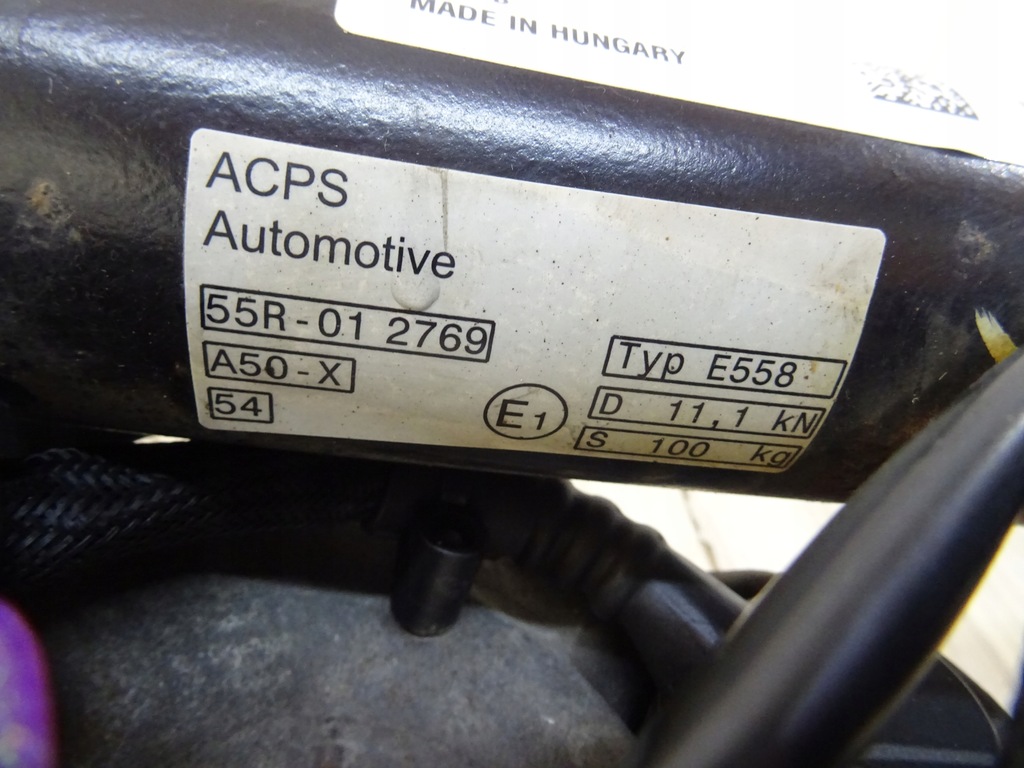 MADE IN HUNGARY
ACPS
Automotive
55R-01 2769
A50-X
54
E1
Typ E558
D 11,1 kN
S 100 kg